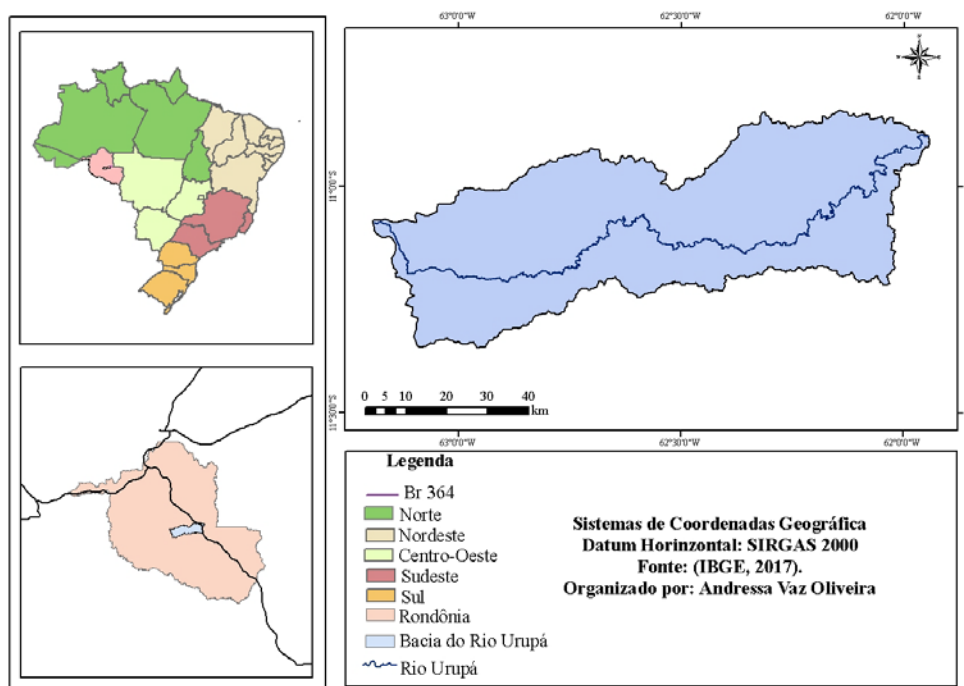 63°0'0"W 62°30'0"W 62°0'0"W
11°0'0"S
0 5 10 20 30 40
km
11°30'0"S
63°0'0"W 62°30'0"W 62°0'0"W
Legenda
Br 364
Norte
Nordeste
Centro-Oeste
Sudeste
Sul
Rondônia
Bacia do Rio Urupá
Rio Urupá
Sistemas de Coordenadas Geográfica
Datum Horinzontal: SIRGAS 2000
Fonte: (IBGE, 2017).
Organizado por: Andressa Vaz Oliveira